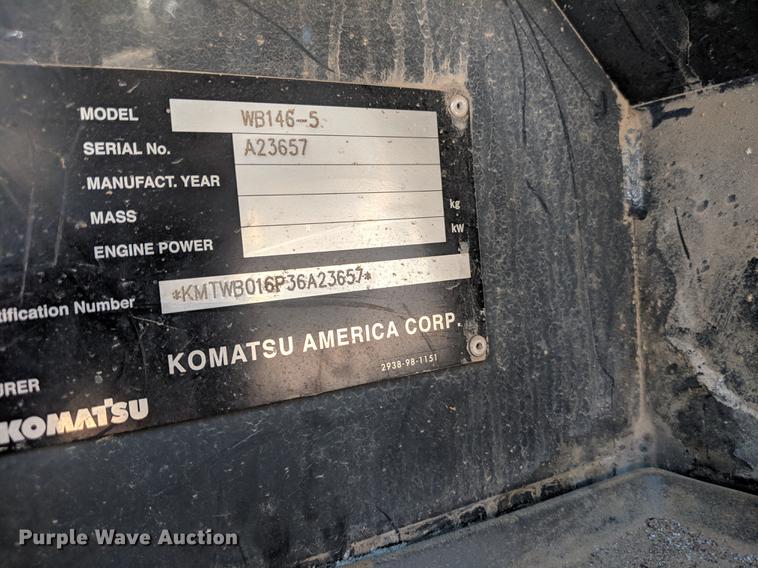 MODEL WB146-5
SERIAL No. A23657
MANUFACT. YEAR
MASS kg
ENGINE POWER kW
tification Number *KMTWB016P36A23657*
KOMATSU AMERICA CORP.
2938-98-1151
URER
KOMATSU
Purple Wave Auction